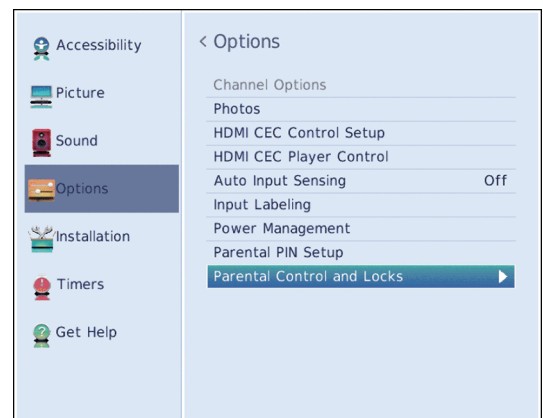 Accessibility
Picture
Sound
Options
Installation
Timers
Get Help
< Options
Channel Options
Photos
HDMI CEC Control Setup
HDMI CEC Player Control
Auto Input Sensing Off
Input Labeling
Power Management
Parental PIN Setup
Parental Control and Locks